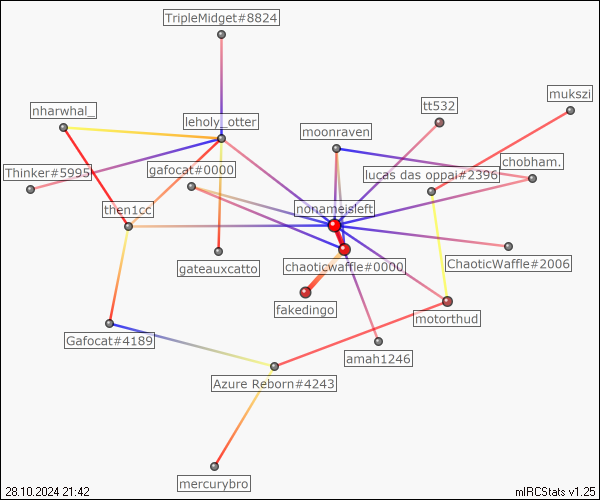 TripleMidget#8824
mukszi
tt532
nharwhal_
leholy_otter
moonraven
chobham.
Thinker#5995
gafocat#0000
lucas das oppai#2396
then1cc
nonameisleft
gateauxcatto
chaoticwaffle#0000
ChaoticWaffle#2006
fakedingo
motorthud
Gafocat#4189
amah1246
Azure Reborn#4243
mercurybro
28.10.2024 21:42
mIRCStats v1.25